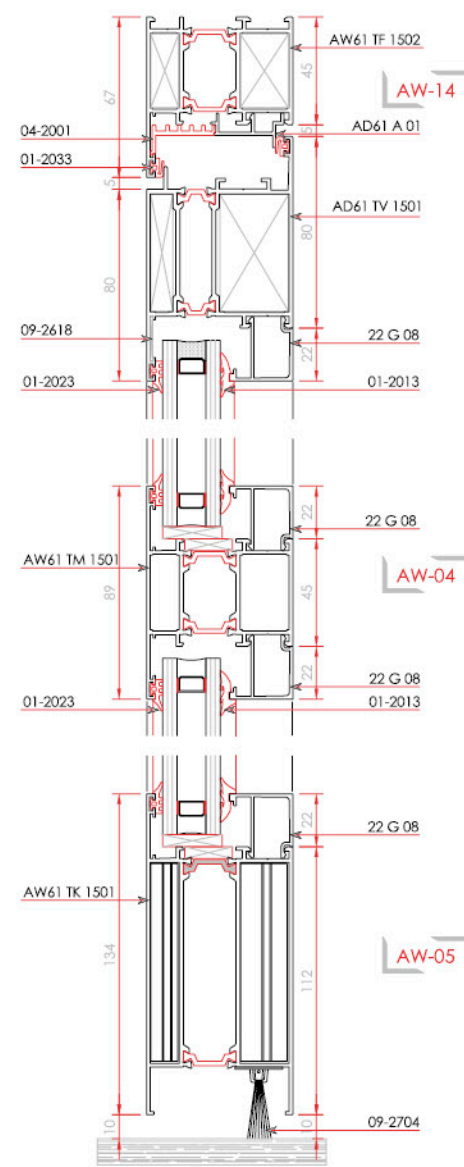 AW61 TF 1502
67
45
AW-14
04-2001
5
AD61 A 01
01-2033
5
AD61 TV 1501
80
80
09-2618
22 G 08
22
01-2023
01-2013
22
22 G 08
AW61 TM 1501
89
45
AW-04
22
22 G 08
01-2023
01-2013
22
22 G 08
AW61 TK 1501
134
112
AW-05
10
10
09-2704